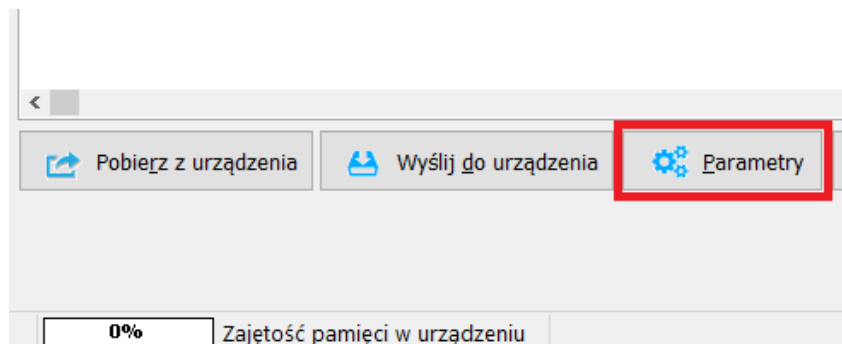 Pobierz z urządzenia Wyślij do urządzenia Parametry
0% Zajętość pamięci w urządzeniu